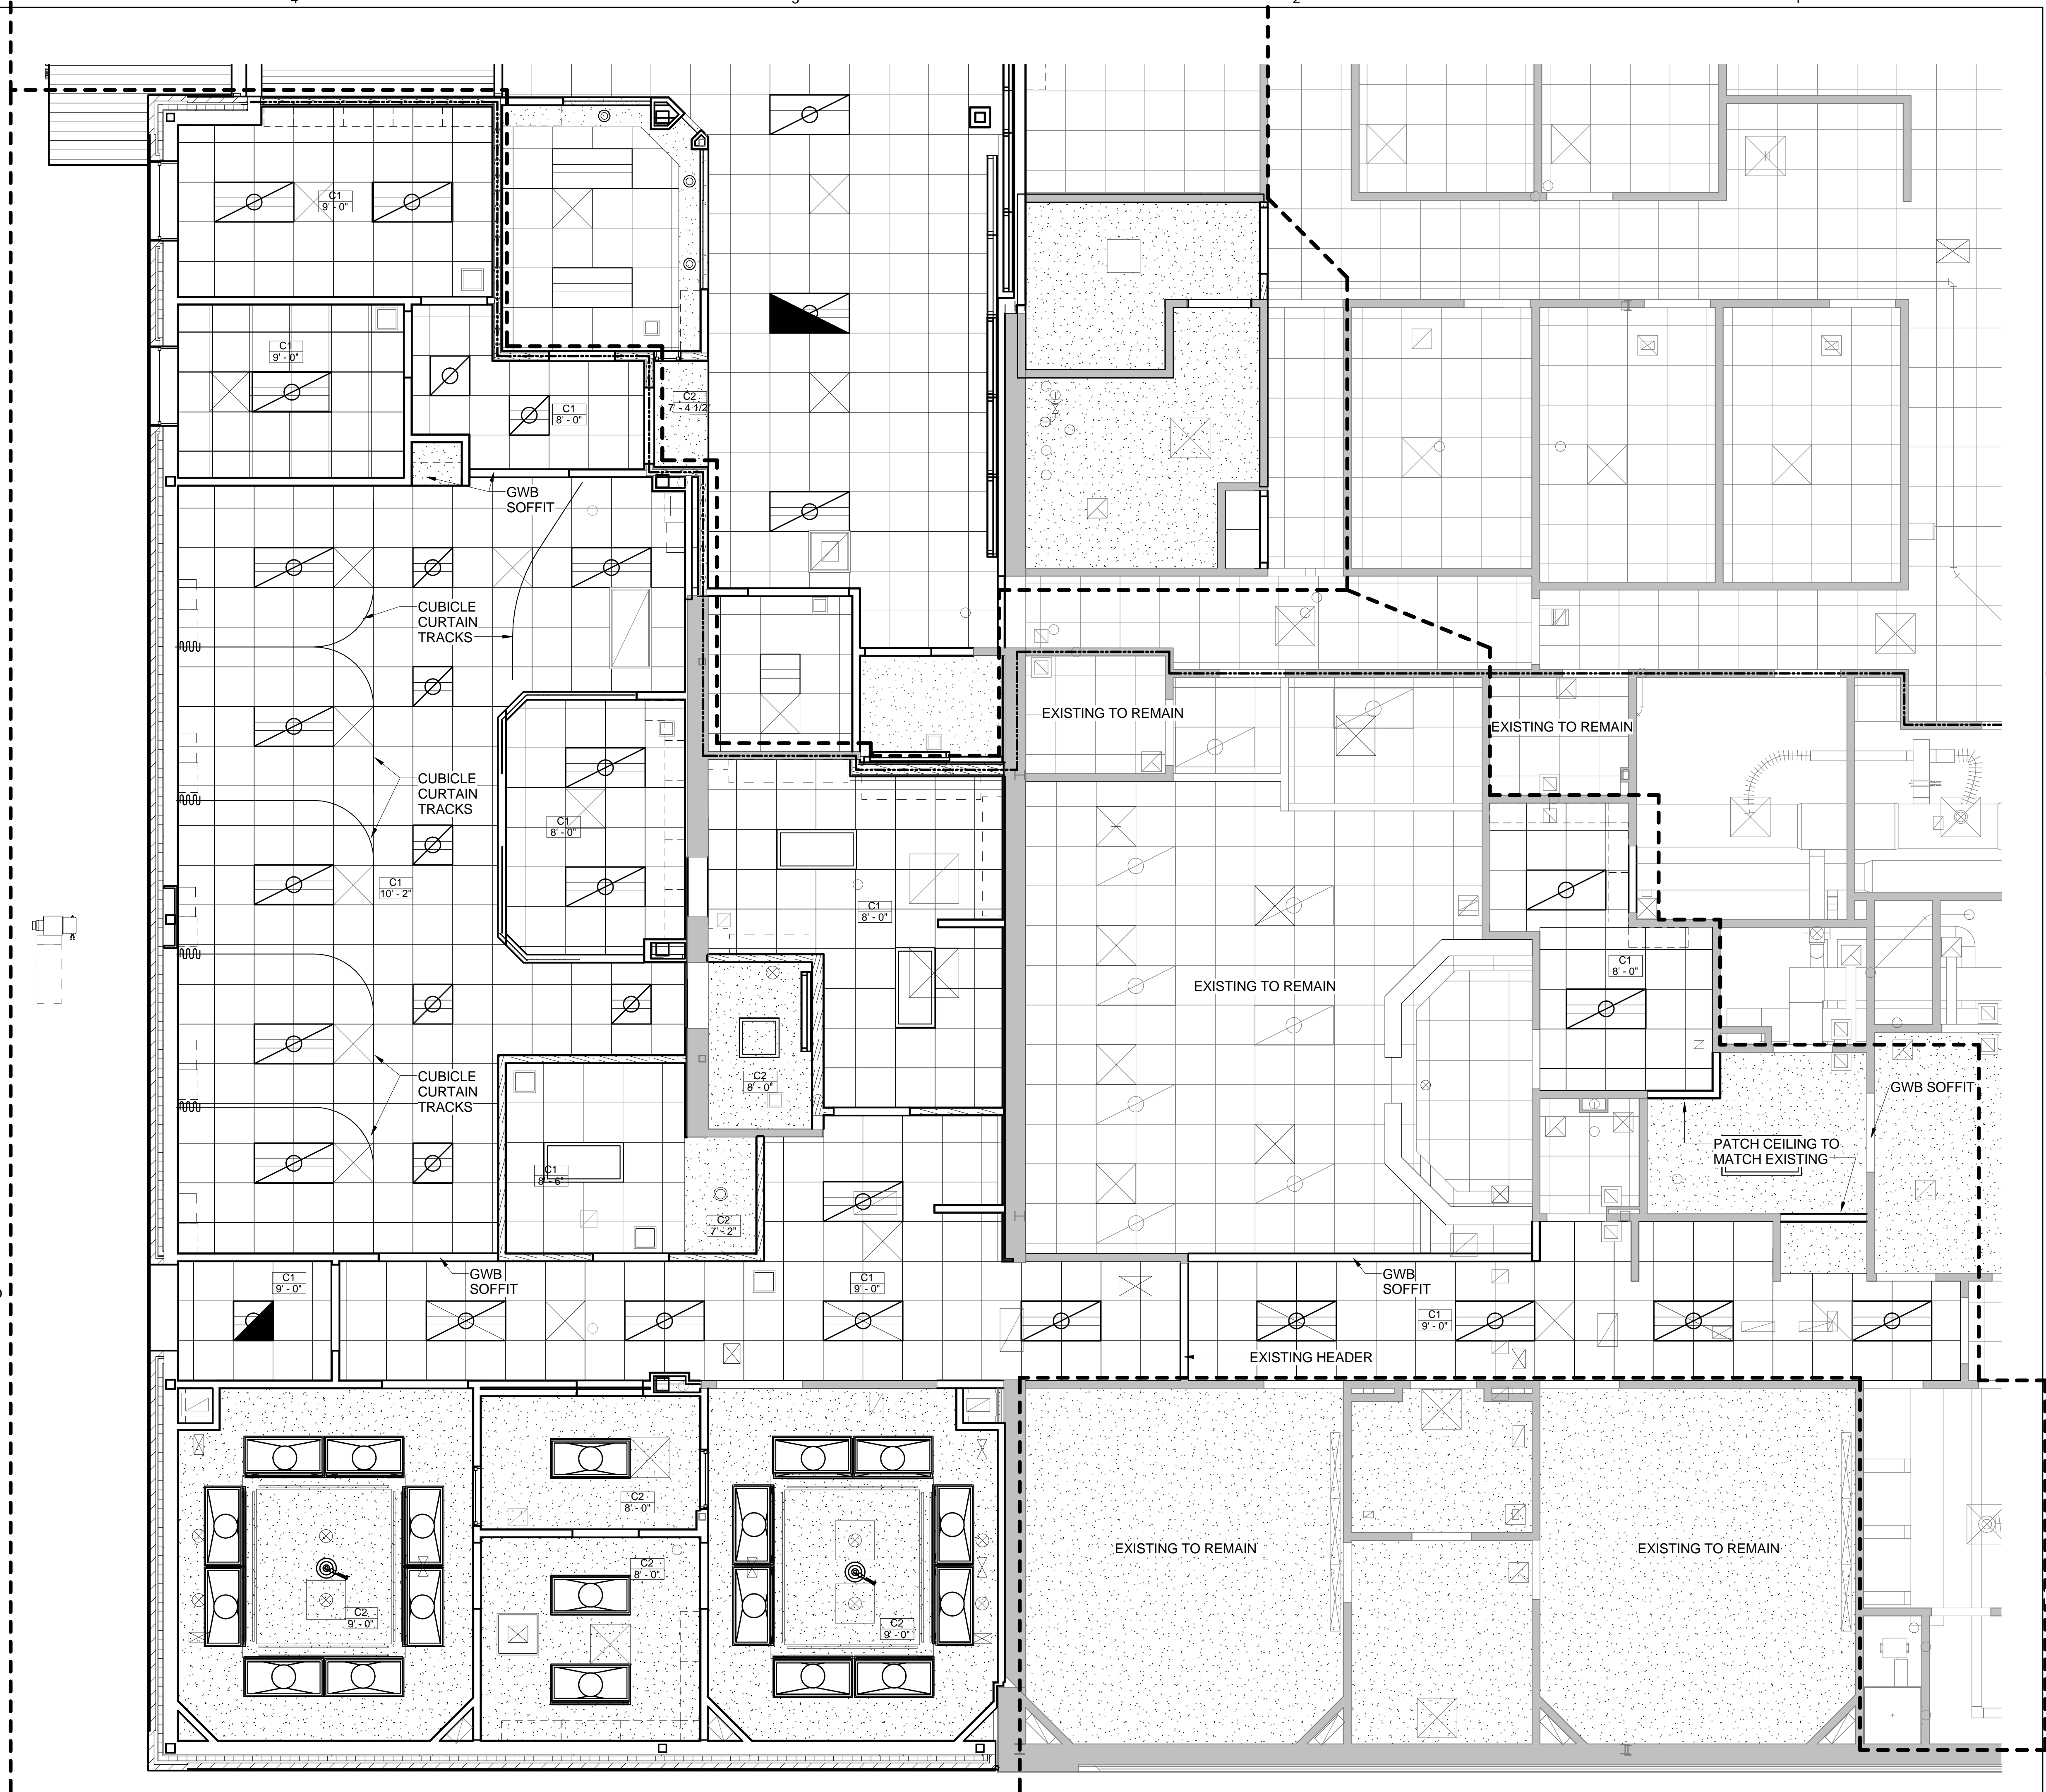 4
3
2
1
C1
9' - 0"
C1
9' - 0"
C1
8' - 0"
C2
7' - 4 1/2"
GWB
SOFFIT
CUBICLE
CURTAIN
TRACKS
EXISTING TO REMAIN
EXISTING TO REMAIN
CUBICLE
CURTAIN
TRACKS
C1
8' - 0"
C1
10' - 2"
C1
8' - 0"
C1
8' - 0"
EXISTING TO REMAIN
CUBICLE
CURTAIN
TRACKS
C2
8' - 0"
GWB SOFFIT
PATCH CEILING TO
MATCH EXISTING
C1
8' - 6"
C2
7' - 2"
C1
9' - 0"
GWB
SOFFIT
C1
9' - 0"
GWB
SOFFIT
C1
9' - 0"
EXISTING HEADER
C2
8' - 0"
EXISTING TO REMAIN
EXISTING TO REMAIN
C2
8' - 0"
C2
9' - 0"
C2
9' - 0"